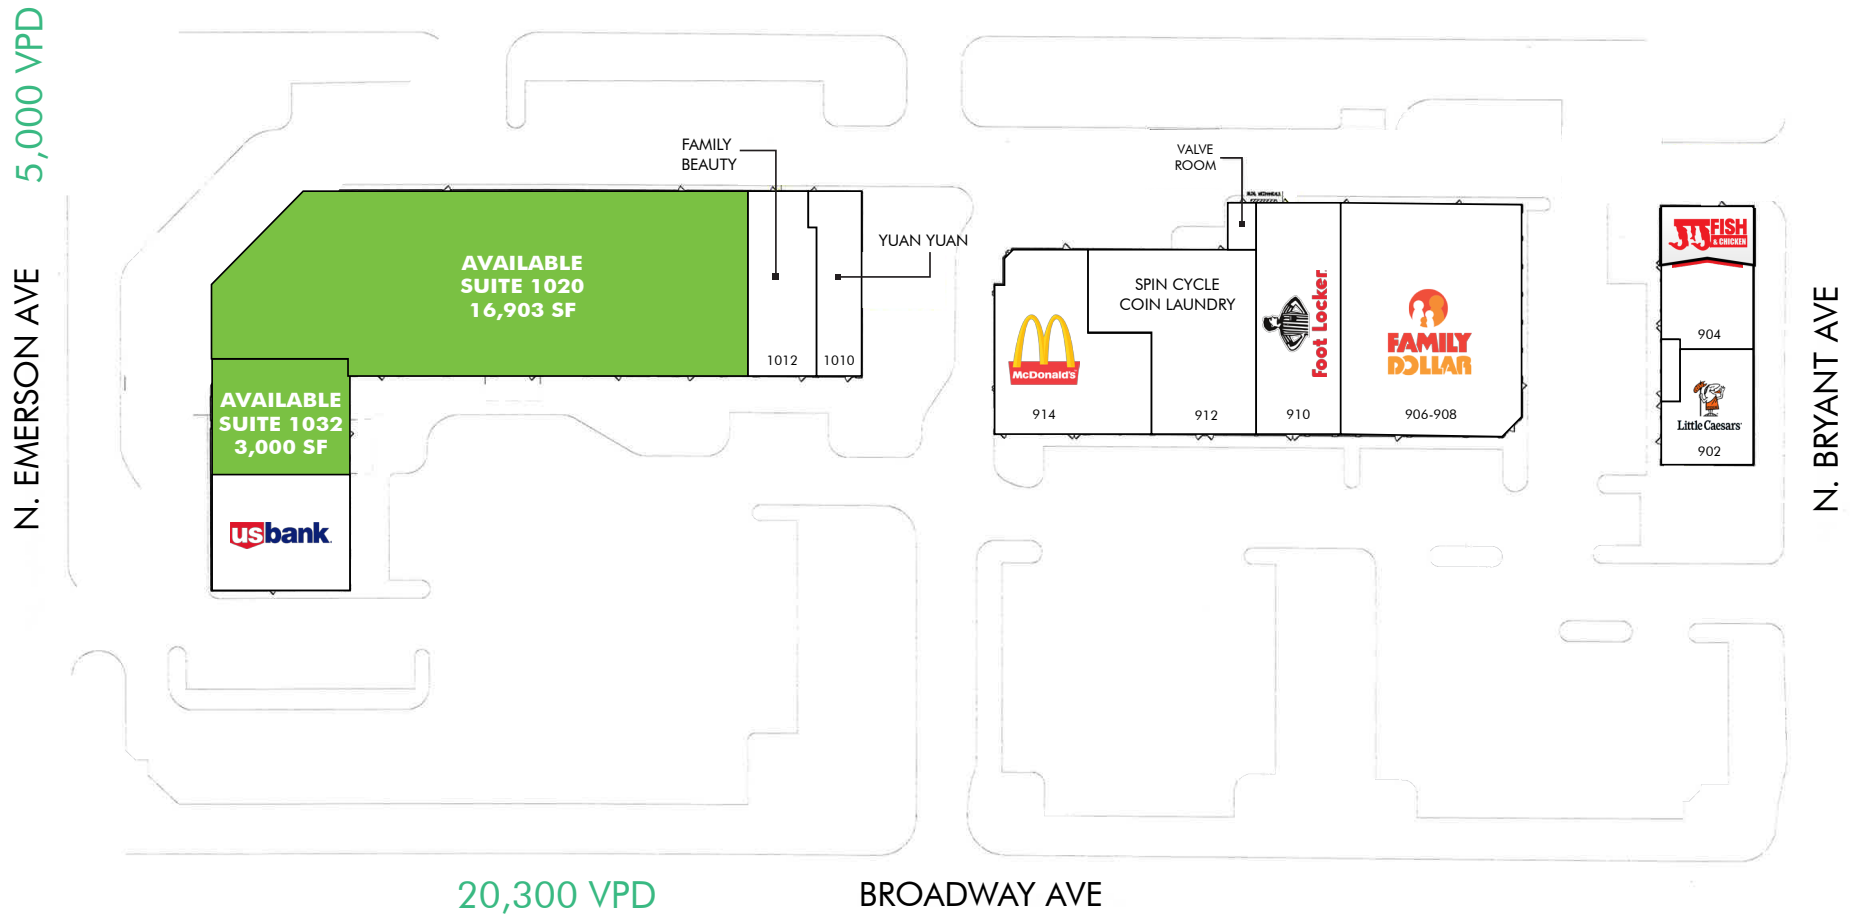 5,000 VPD
N. EMERSON AVE
FAMILY
BEAUTY
YUAN YUAN
AVAILABLE
SUITE 1020
16,903 SF
1012
1010
AVAILABLE
SUITE 1032
3,000 SF
usbank
VALVE
ROOM
SPIN CYCLE
COIN LAUNDRY
McDonald's
914
912
Foot Locker
910
FAMILY
DOLLAR
906-908
JJ FISH
& CHICKEN
904
Little Caesars
902
N. BRYANT AVE
20,300 VPD
BROADWAY AVE